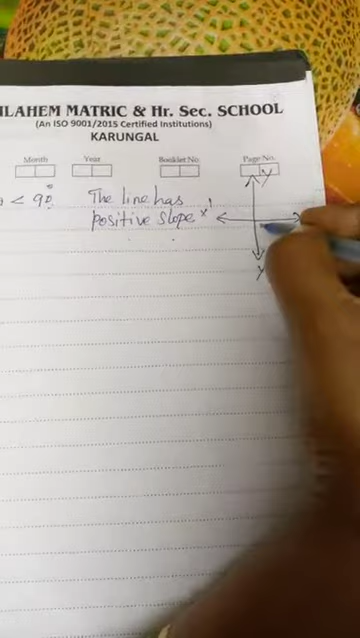 MATRIC & Hr. Sec. SCHOOL
(An ISO 9001/2015 Certified Institutions)
KARUNGAL
Month Year Booklet No. Page No.
y
< 90° The line has
positive slope x'
y